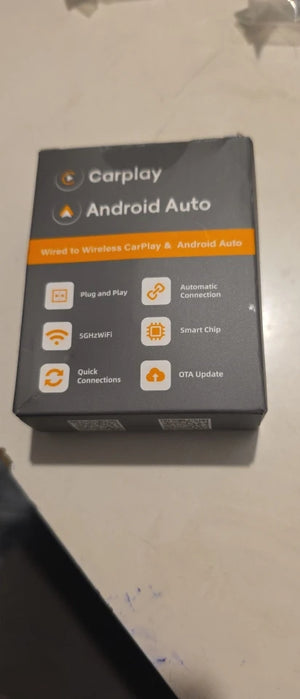 Carplay
Android Auto
Wired to Wireless CarPlay & Android Auto
Plug and Play
Automatic
Connection
5GHzWiFi
Smart Chip
Quick
Connections
OTA Update